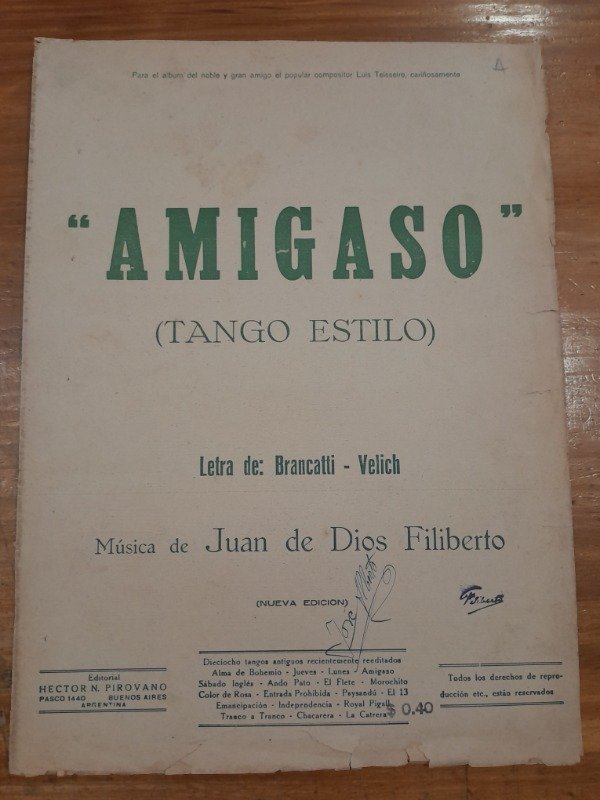 A
Para el album del noble y gran amigo el popular compositor Luis Teisseire, cariñosamente
“AMIGASO”
(TANGO ESTILO)
Letra de: Brancatti - Velich
Música de Juan de Dios Filiberto
(NUEVA EDICION)
Filiberto
Editorial
HECTOR N. PIROVANO
PASCO 1440 BUENOS AIRES
ARGENTINA
Dieciocho tangos antiguos recientemente reeditados
Alma de Bohemio - Jueves - Lunes - Amigaso
Sábado Inglés - Ando Pato - El Flete - Morochito
Color de Rosa - Entrada Prohibida - Paysandú - El 13
Emancipación - Independencia - Royal Pigall
Tranco a Tranco - Chacarera - La Catrera
$ 0.40
Todos los derechos de repro-
ducción etc., están reservados